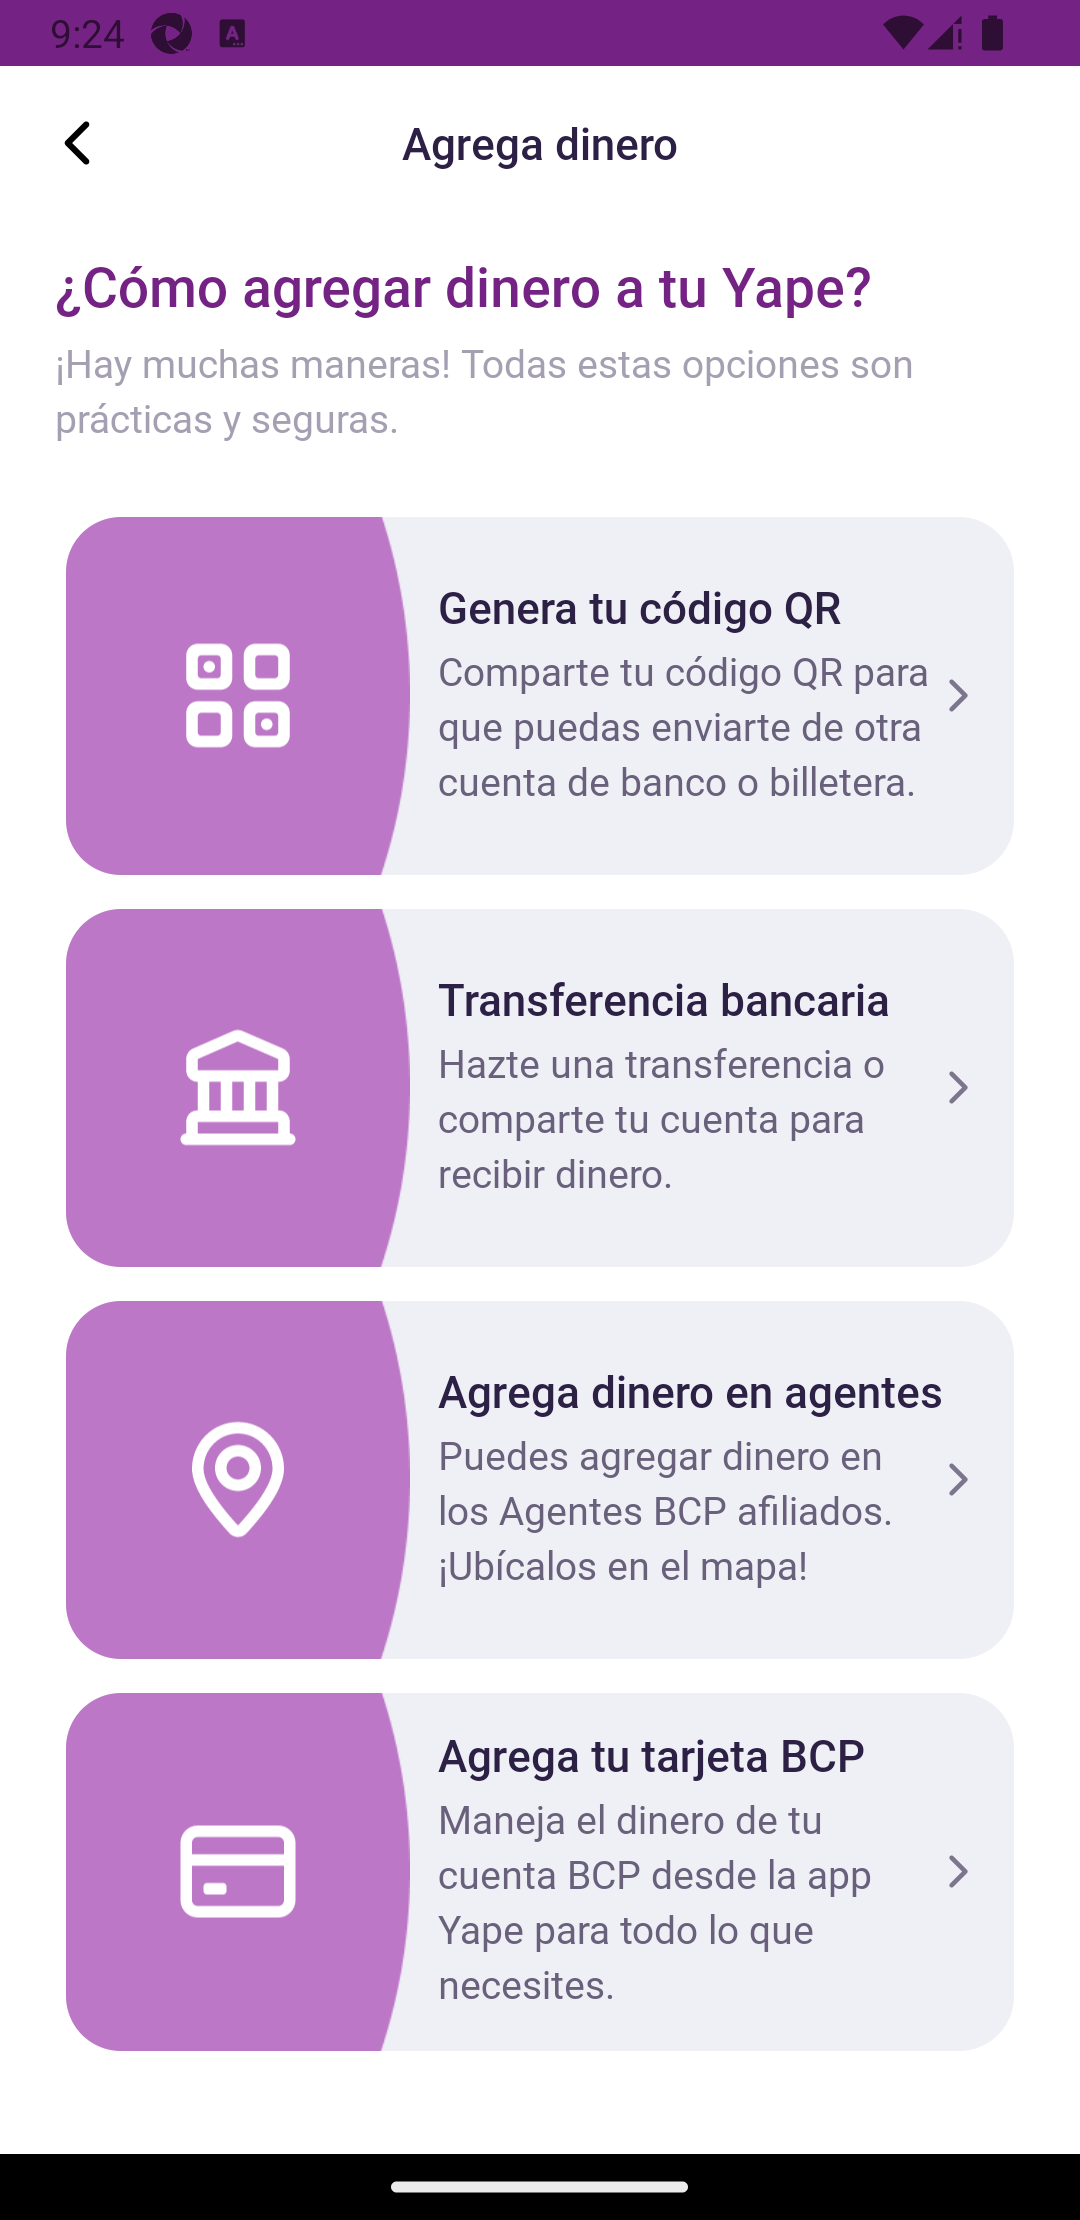 9:24
Agrega dinero
¿Cómo agregar dinero a tu Yape?
¡Hay muchas maneras! Todas estas opciones son
prácticas y seguras.
Genera tu código QR
Comparte tu código QR para
que puedas enviarte de otra
cuenta de banco o billetera.
Transferencia bancaria
Hazte una transferencia o
comparte tu cuenta para
recibir dinero.
Agrega dinero en agentes
Puedes agregar dinero en
los Agentes BCP afiliados.
¡Ubícalos en el mapa!
Agrega tu tarjeta BCP
Maneja el dinero de tu
cuenta BCP desde la app
Yape para todo lo que
necesites.